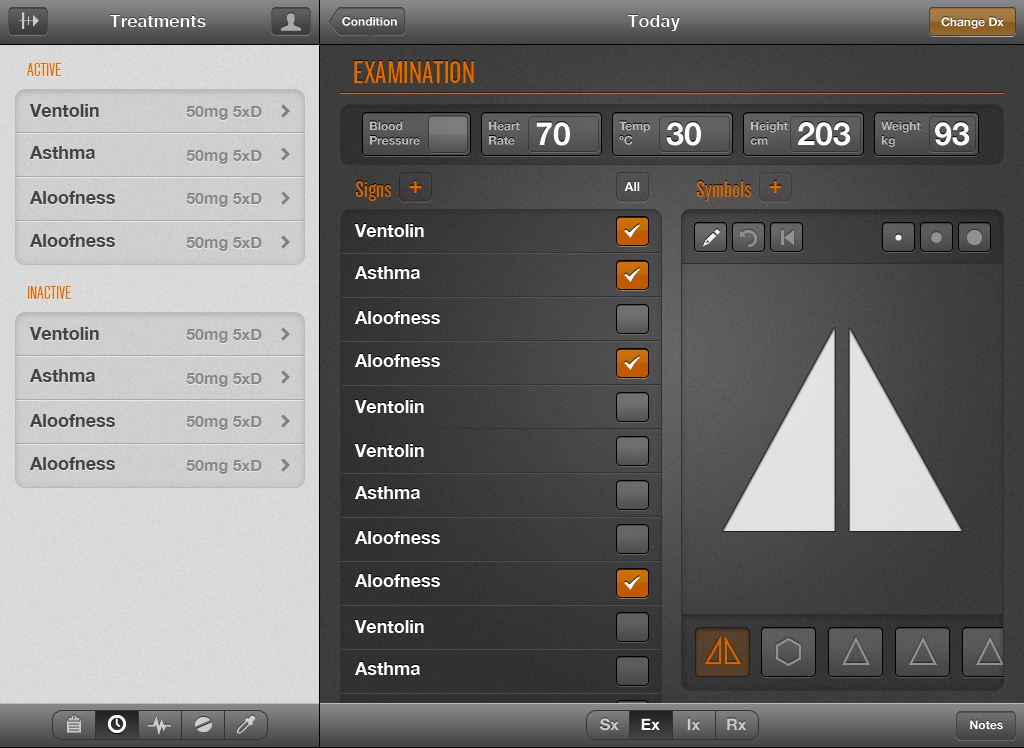 Treatments
Condition
Today
Change Dx
ACTIVE
Ventolin 50mg 5xD
Asthma 50mg 5xD
Aloofness 50mg 5xD
Aloofness 50mg 5xD
INACTIVE
Ventolin 50mg 5xD
Asthma 50mg 5xD
Aloofness 50mg 5xD
Aloofness 50mg 5xD
EXAMINATION
Blood
Pressure
Heart
Rate
70
Temp
°C
30
Height
cm
203
Weight
kg
93
Signs + All
Ventolin
Asthma
Aloofness
Aloofness
Ventolin
Ventolin
Asthma
Aloofness
Aloofness
Ventolin
Asthma
Symbols +
Sx Ex Ix Rx
Notes